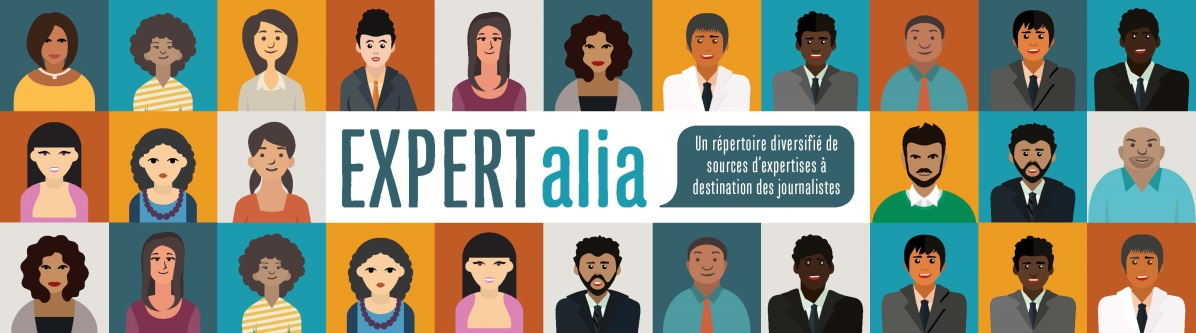 EXPERTalia
Un répertoire diversifié de
sources d'expertises à
destination des journalistes